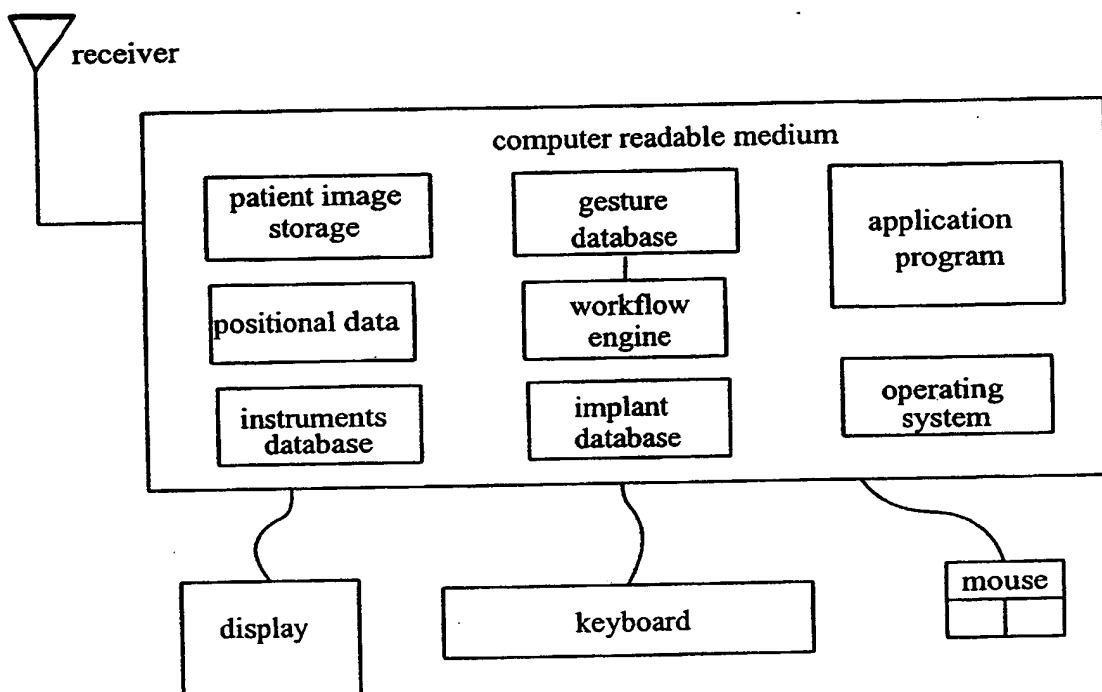 receiver
computer readable medium
patient image
storage
gesture
database
application
program
positional data
workflow
engine
instruments
database
implant
database
operating
system
display
keyboard
mouse